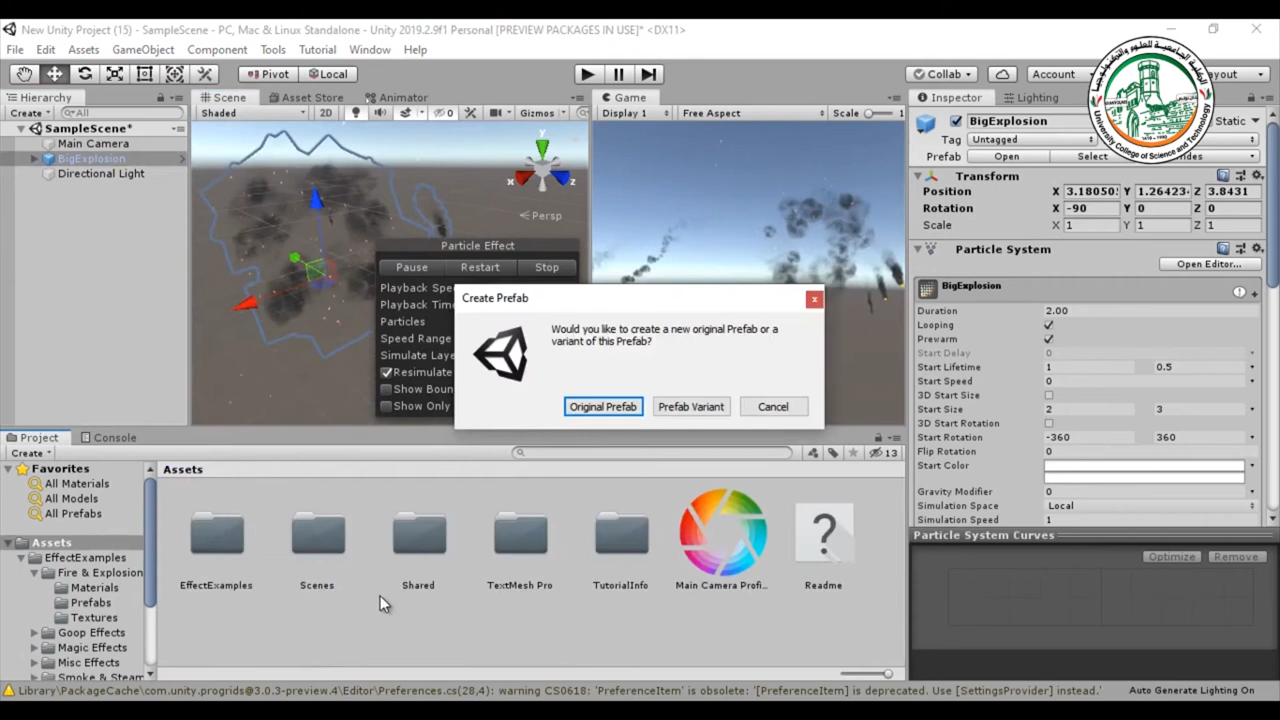 New Unity Project (15) - SampleScene - PC, Mac & Linux Standalone - Unity 2019.2.9f1 Personal [PREVIEW PACKAGES IN USE]* <DX11>
File Edit Assets GameObject Component Tools Tutorial Window Help
Pivot Local Collab Account Layout
Hierarchy
Create All
SampleScene*
Main Camera
BigExplosion
Directional Light
Scene Asset Store Animator
Shaded 2D 0 Gizmos
y
x z
Persp
Particle Effect
Pause Restart Stop
Playback Spe
Playback Time
Particles
Speed Range
Simulate Laye
Resimulate
Show Boun
Show Only
Game
Display 1 Free Aspect Scale 1
Create Prefab
x
Would you like to create a new original Prefab or a
variant of this Prefab?
Original Prefab Prefab Variant Cancel
Inspector Lighting
BigExplosion Static
Tag Untagged
Prefab Open Select ides
Transform
Position X 3.18050 Y 1.26423 Z 3.8431
Rotation X -90 Y 0 Z 0
Scale X 1 Y 1 Z 1
Particle System
Open Editor...
BigExplosion
Duration 2.00
Looping
Prewarm
Start Delay 0
Start Lifetime 1 0.5
Start Speed 0
3D Start Size
Start Size 2 3
3D Start Rotation
Start Rotation -360 360
Flip Rotation 0
Start Color
Gravity Modifier 0
Simulation Space Local
Simulation Speed 1
Particle System Curves
Optimize Remove
Project Console
Create 13
Favorites
All Materials
All Models
All Prefabs
Assets
EffectExamples
Fire & Explosion
Materials
Prefabs
Textures
Goop Effects
Magic Effects
Misc Effects
Smoke & Steam
Assets
EffectExamples Scenes Shared TextMesh Pro TutorialInfo Main Camera Profi... Readme
Library\PackageCache\com.unity.progrids@3.0.3-preview.4\Editor\Preferences.cs(28,4): warning CS0618: 'PreferenceItem' is obsolete: '[PreferenceItem] is deprecated. Use [SettingsProvider] instead.'
Auto Generate Lighting On
الكلية الجامعية للعلوم والتكنولوجيا
University College of Science and Technology